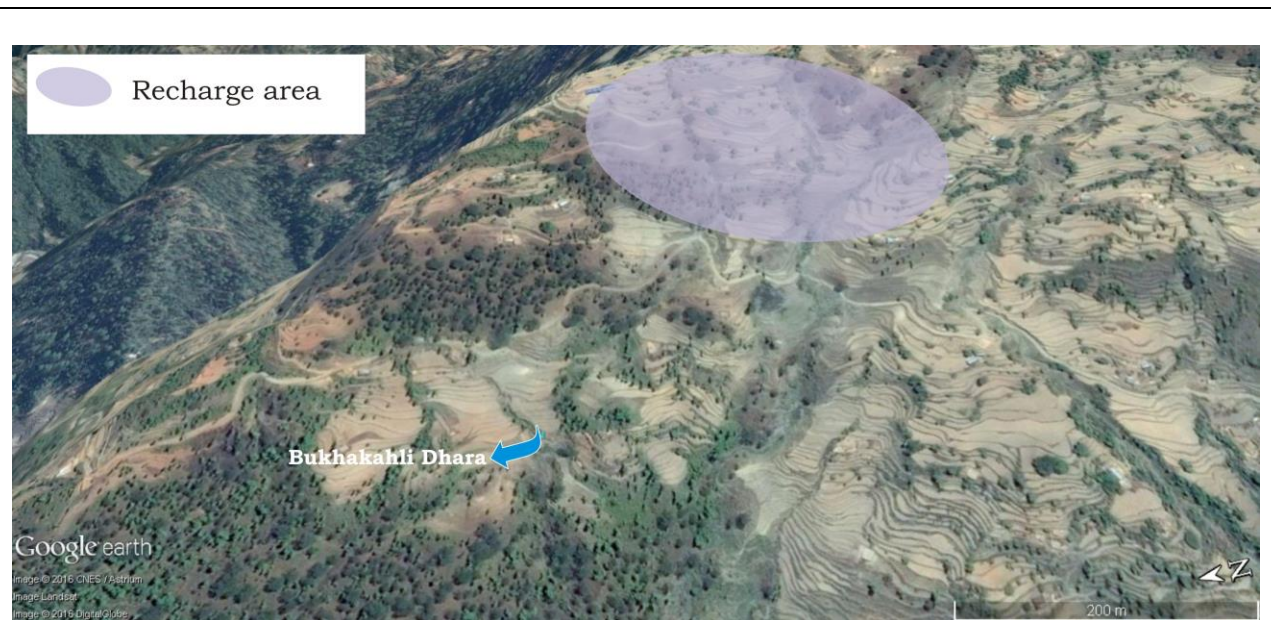 Recharge area
Bukhakahli Dhara
Google earth
Image © 2016 CNES / Astrium
Image Landsat
Image © 2016 DigitalGlobe
N
200 m